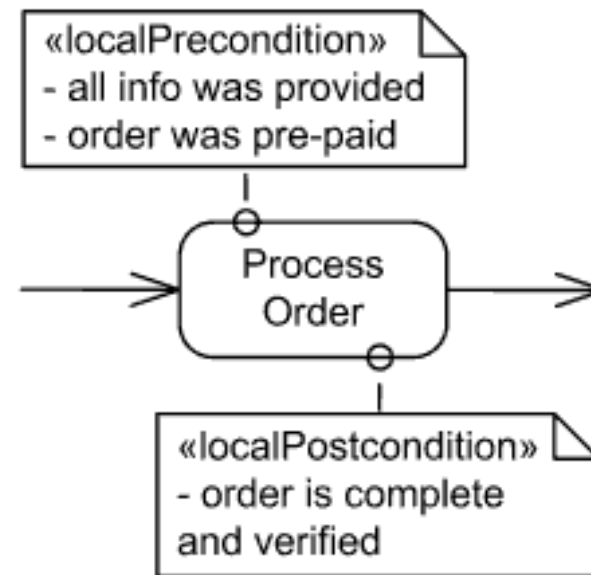 «localPrecondition»
- all info was provided
- order was pre-paid
Process
Order
«localPostcondition»
- order is complete
and verified